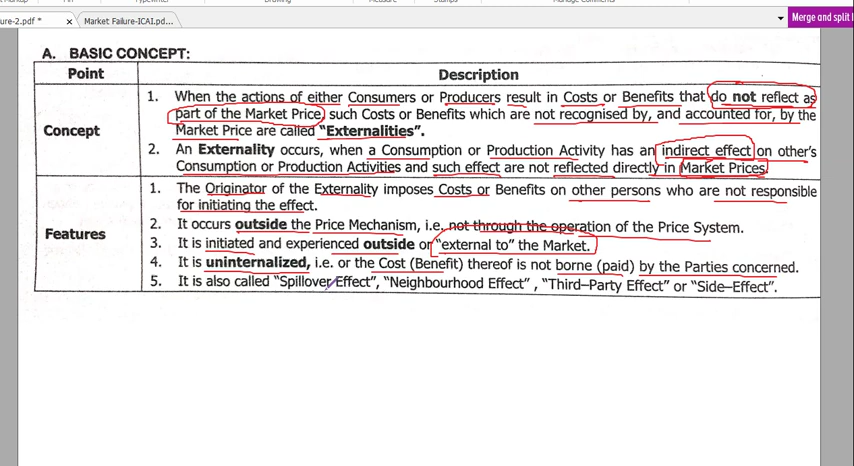 Typewriter
Drawing
Measure
Stamps
Manage Comments
ure-2.pdf *
×
Market Failure-ICAI.pd...
×
Merge and split
A. BASIC CONCEPT:
Point
Description
Concept
1. When the actions of either Consumers or Producers result in Costs or Benefits that do not reflect as
part of the Market Price, such Costs or Benefits which are not recognised by, and accounted for, by the
Market Price are called "Externalities".
2. An Externality occurs, when a Consumption or Production Activity has an indirect effect on other's
Consumption or Production Activities and such effect are not reflected directly in Market Prices.
Features
1. The Originator of the Externality imposes Costs or Benefits on other persons who are not responsible
for initiating the effect.
2. It occurs outside the Price Mechanism, i.e. not through the operation of the Price System.
3. It is initiated and experienced outside or "external to" the Market.
4. It is uninternalized, i.e. or the Cost (Benefit) thereof is not borne (paid) by the Parties concerned.
5. It is also called "Spillover Effect", "Neighbourhood Effect" , "Third–Party Effect" or "Side–Effect".